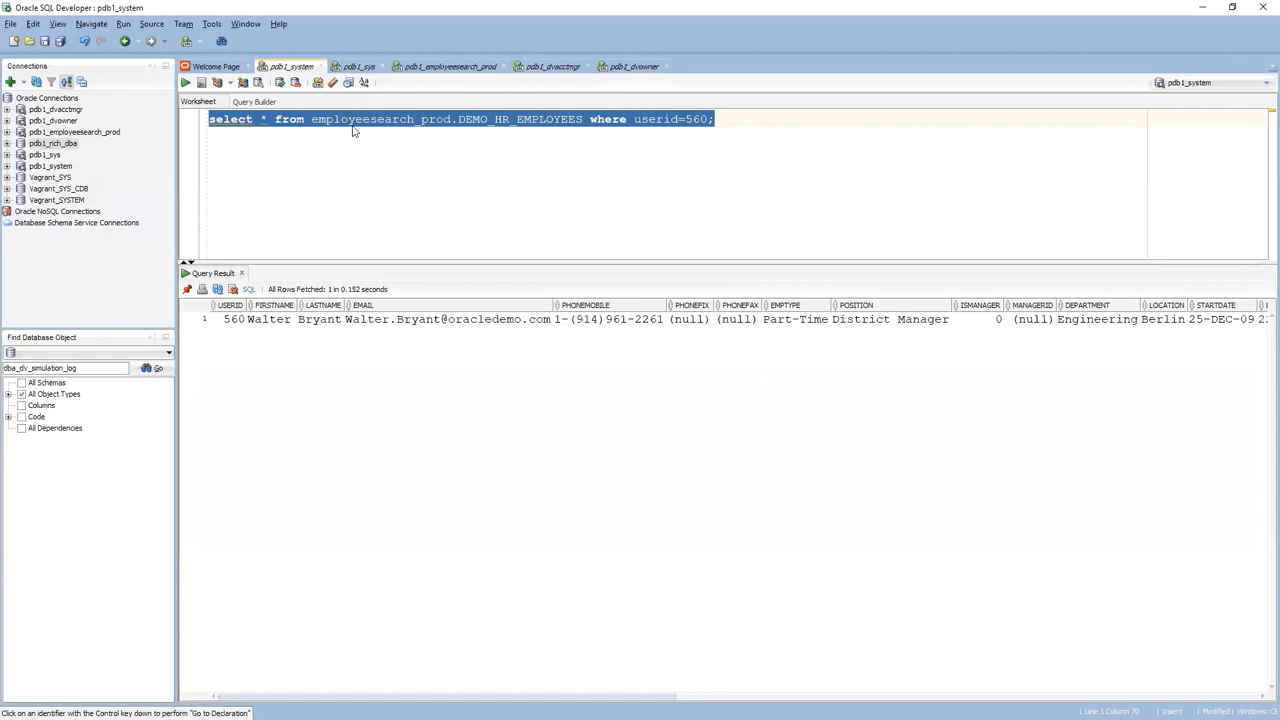 Oracle SQL Developer : pdb1_system
File Edit View Navigate Run Source Team Tools Window Help
Connections
Oracle Connections
pdb1_dvacctmgr
pdb1_dvowner
pdb1_employeesearch_prod
pdb1_rich_dba
pdb1_sys
pdb1_system
Vagrant_SYS
Vagrant_SYS_CDB
Vagrant_SYSTEM
Oracle NoSQL Connections
Database Schema Service Connections
Welcome Page pdb1_system pdb1_sys pdb1_employeesearch_prod pdb1_dvacctmgr pdb1_dvowner
pdb1_system
Worksheet Query Builder
select * from employeesearch_prod.DEMO_HR_EMPLOYEES where userid=560;
Query Result
SQL All Rows Fetched: 1 in 0.152 seconds
USERID FIRSTNAME LASTNAME EMAIL PHONEMOBILE PHONEFIX PHONEFAX EMPTYPE POSITION ISMANAGER MANAGERID DEPARTMENT LOCATION STARTDATE
1 560 Walter Bryant Walter.Bryant@oracledemo.com 1-(914)961-2261 (null) (null) Part-Time District Manager 0 (null) Engineering Berlin 25-DEC-09
Find Database Object
dba_dv_simulation_log Go
All Schemas
All Object Types
Columns
Code
All Dependencies
Click on an identifier with the Control key down to perform "Go to Declaration"
Line 1 Column 70 Insert Modified Windows: